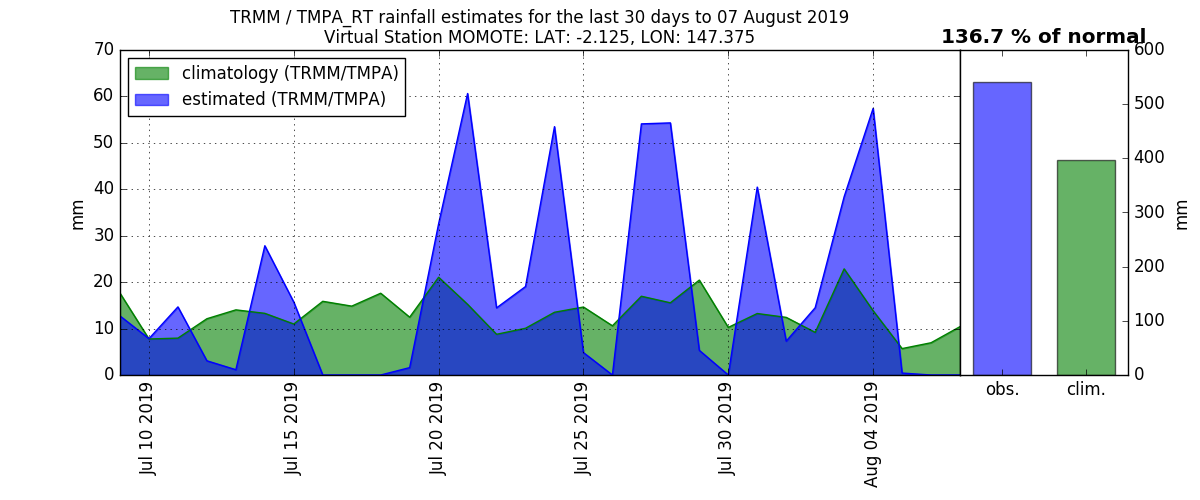 TRMM / TMPA_RT rainfall estimates for the last 30 days to 07 August 2019
Virtual Station MOMOTE: LAT: -2.125, LON: 147.375
136.7 % of normal
climatology (TRMM/TMPA)
estimated (TRMM/TMPA)
70
60
50
40
30
20
10
0
mm
Jul 10 2019
Jul 15 2019
Jul 20 2019
Jul 25 2019
Jul 30 2019
Aug 04 2019
600
500
400
300
200
100
0
mm
obs.
clim.